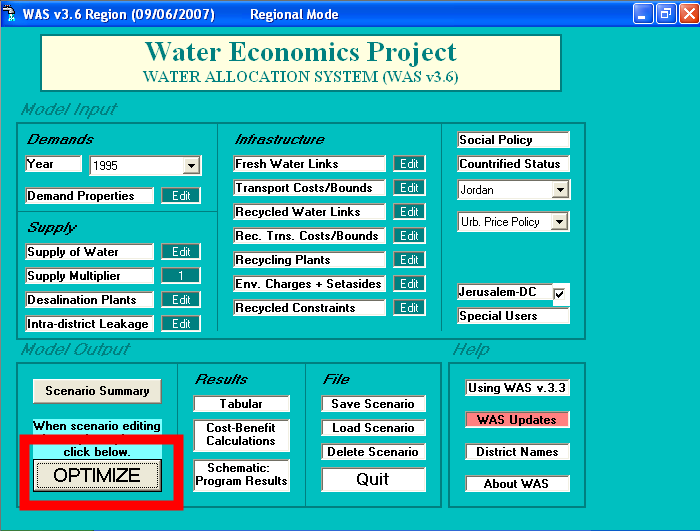 WAS v3.6 Region (09/06/2007) Regional Mode
Water Economics Project
WATER ALLOCATION SYSTEM (WAS v3.6)
Model Input
Demands
Year 1995
Demand Properties Edit
Supply
Supply of Water Edit
Supply Multiplier 1
Desalination Plants Edit
Intra-district Leakage Edit
Infrastructure
Fresh Water Links Edit
Transport Costs/Bounds Edit
Recycled Water Links Edit
Rec. Trns. Costs/Bounds Edit
Recycling Plants Edit
Env. Charges + Setasides Edit
Recycled Constraints Edit
Social Policy
Countrified Status
Jordan
Urb. Price Policy
Jerusalem-DC
Special Users
Model Output
Scenario Summary
When scenario editing
click below.
OPTIMIZE
Results
Tabular
Cost-Benefit
Calculations
Schematic:
Program Results
File
Save Scenario
Load Scenario
Delete Scenario
Quit
Help
Using WAS v.3.3
WAS Updates
District Names
About WAS